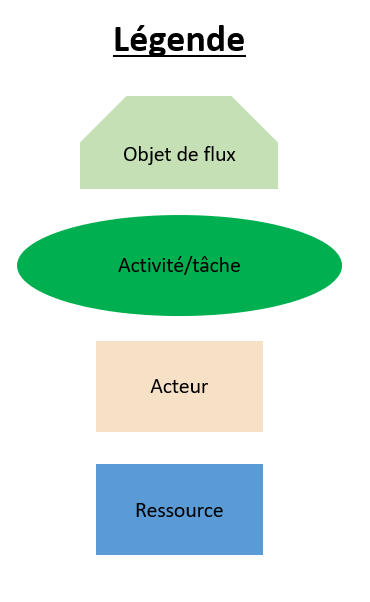 Légende
Objet de flux
Activité/tâche
Acteur
Ressource